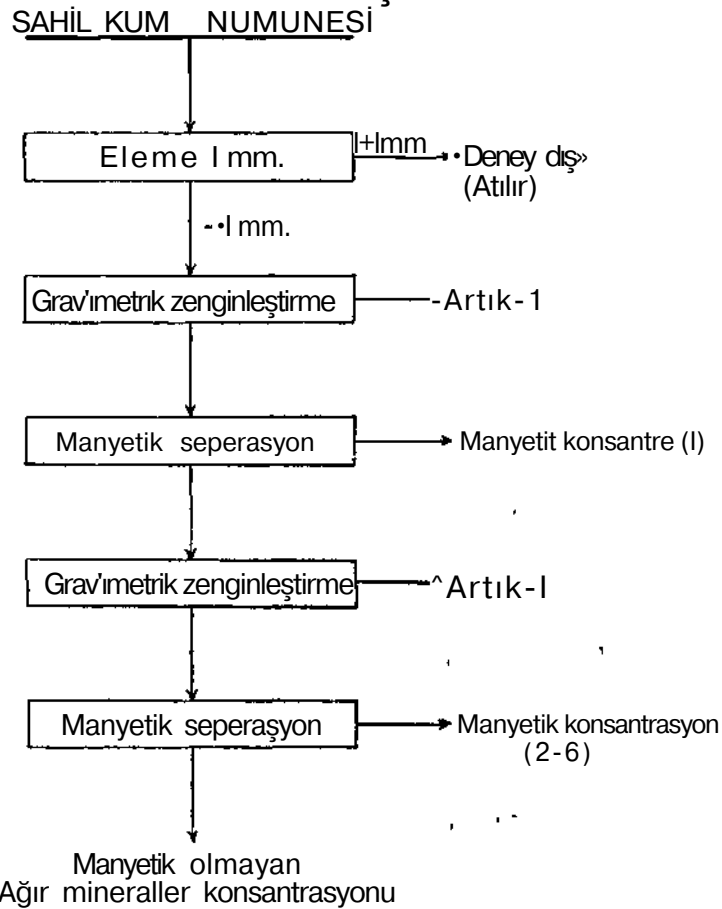 SAHİL KUM NUMUNESİ
Eleme I mm.
I+Imm
•Deney dış»
(Atılır)
-•I mm.
Grav'ımetrık zenginleştirme
-Artık-1
Manyetik seperasyon
Manyetit konsantre (I)
Grav'ımetrik zenginleştirme
^Artık-I
Manyetik seperaşyon
Manyetik konsantrasyon
(2-6)
Manyetik olmayan
Ağır mineraller konsantrasyonu